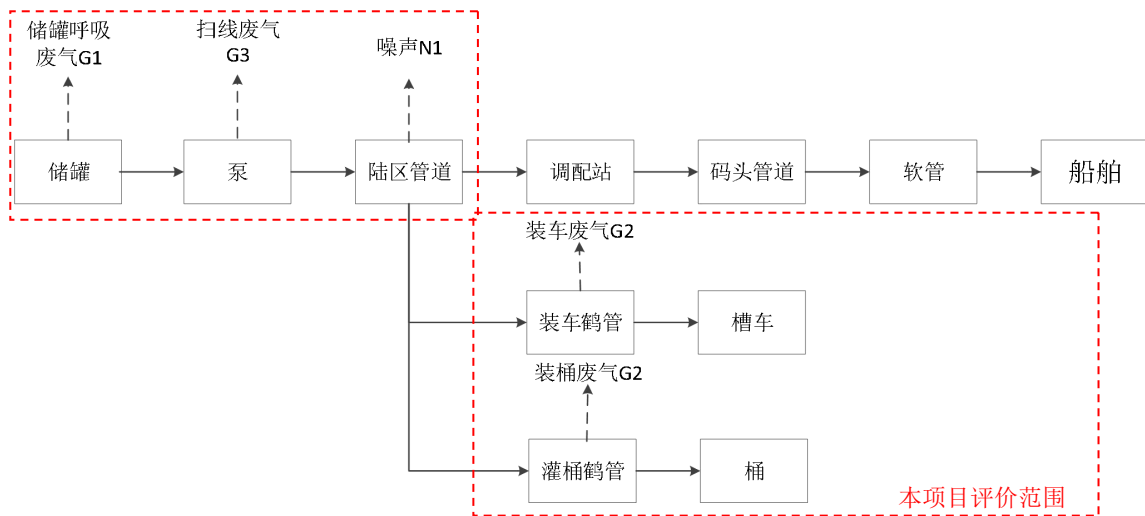 储罐呼吸
废气G1
扫线废气
G3
噪声N1
储罐
泵
陆区管道
调配站
码头管道
软管
船舶
装车废气G2
装车鹤管
槽车
装桶废气G2
灌桶鹤管
桶
本项目评价范围